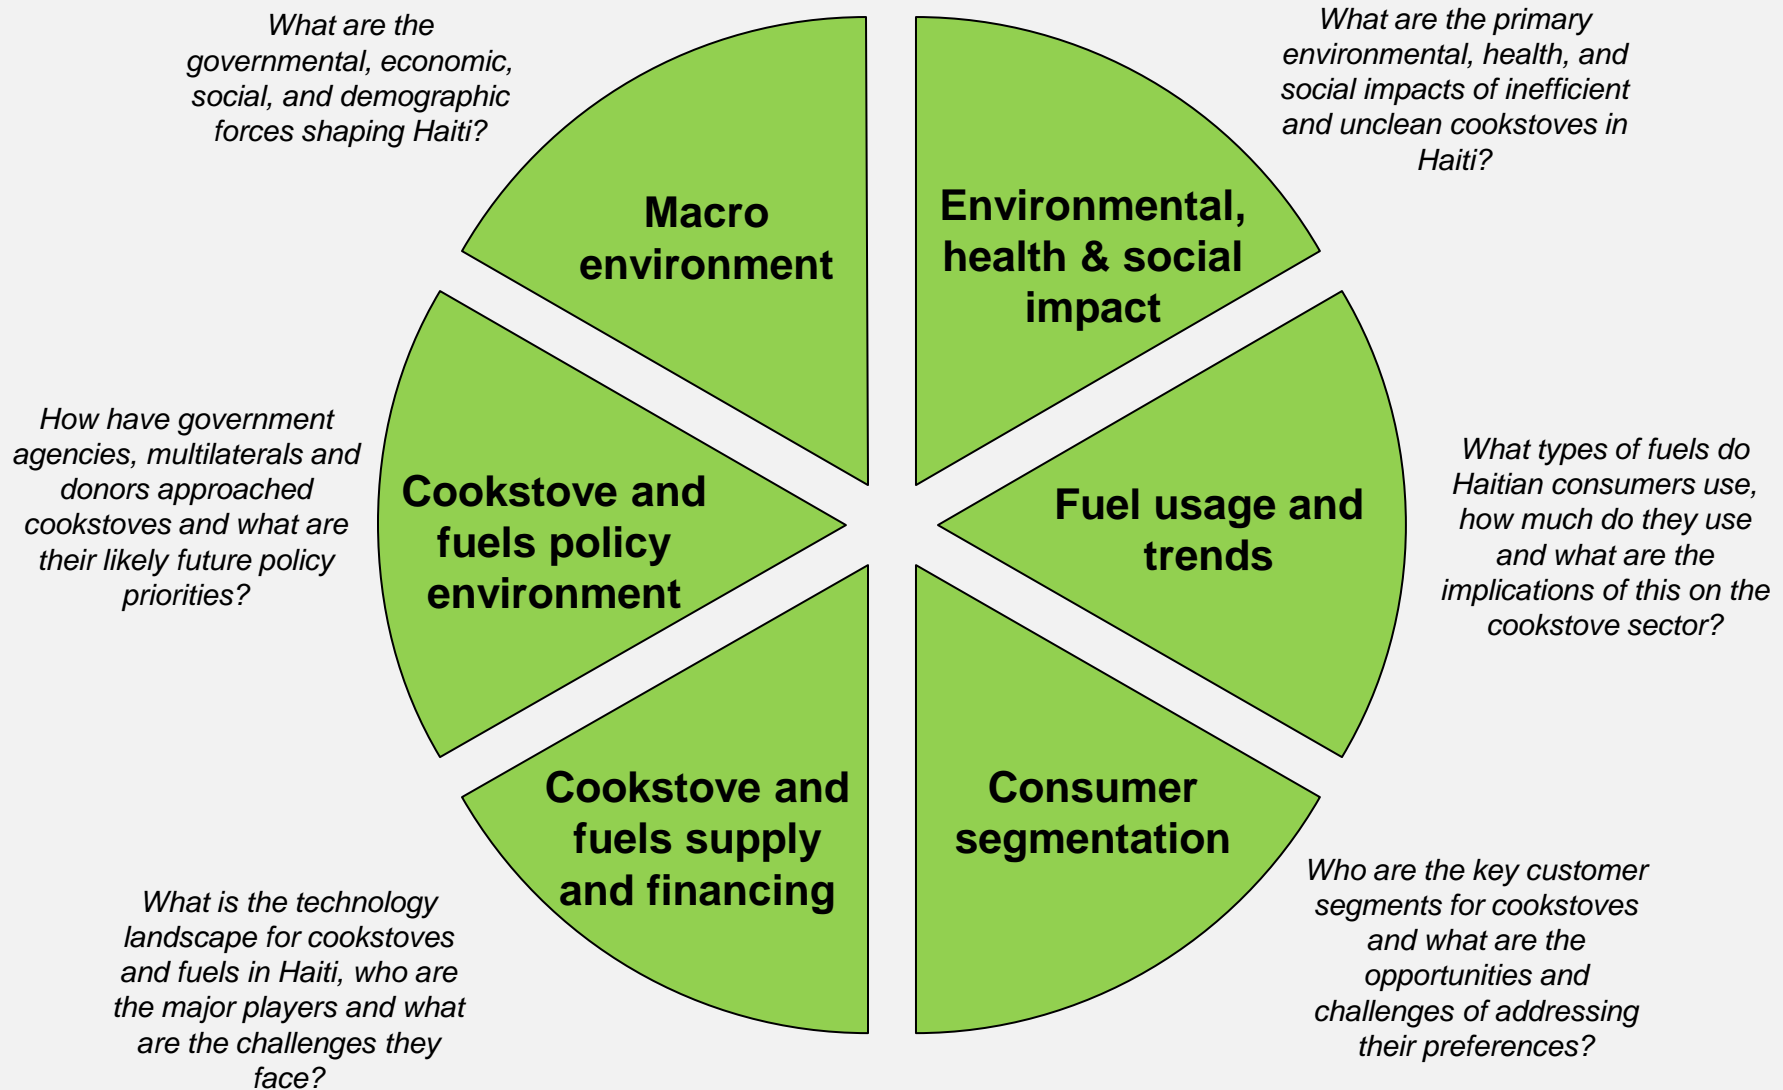 What are the
governmental, economic,
social, and demographic
forces shaping Haiti?
Macro
environment
What are the primary
environmental, health, and
social impacts of inefficient
and unclean cookstoves in
Haiti?
Environmental,
health & social
impact
How have government
agencies, multilaterals and
donors approached
cookstoves and what are
their likely future policy
priorities?
Cookstove and
fuels policy
environment
Fuel usage and
trends
What types of fuels do
Haitian consumers use,
how much do they use
and what are the
implications of this on the
cookstove sector?
Cookstove and
fuels supply
and financing
What is the technology
landscape for cookstoves
and fuels in Haiti, who are
the major players and what
are the challenges they
face?
Consumer
segmentation
Who are the key customer
segments for cookstoves
and what are the
opportunities and
challenges of addressing
their preferences?